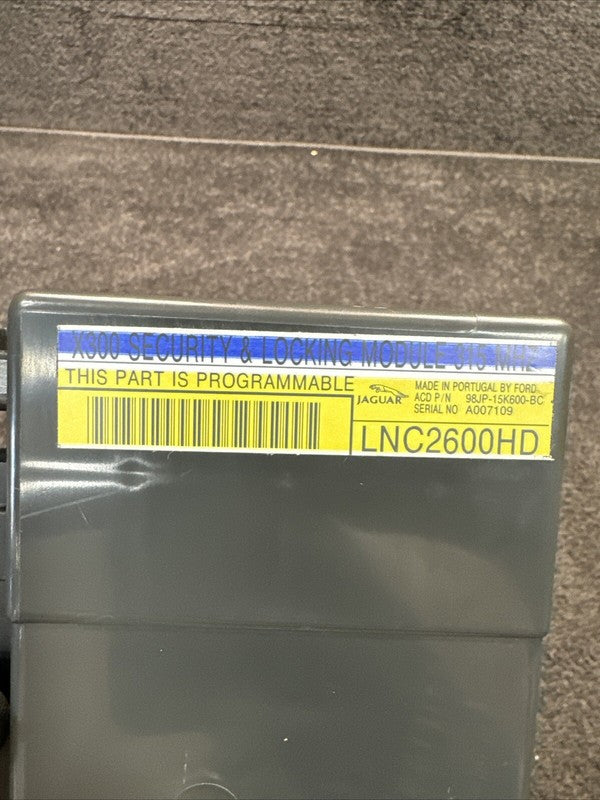 X300 SECURITY & LOCKING MODULE 315 MHz
THIS PART IS PROGRAMMABLE
JAGUAR
MADE IN PORTUGAL BY FORD
ACD P/N 98JP-15K600-BC
SERIAL NO A007109
LNC2600HD